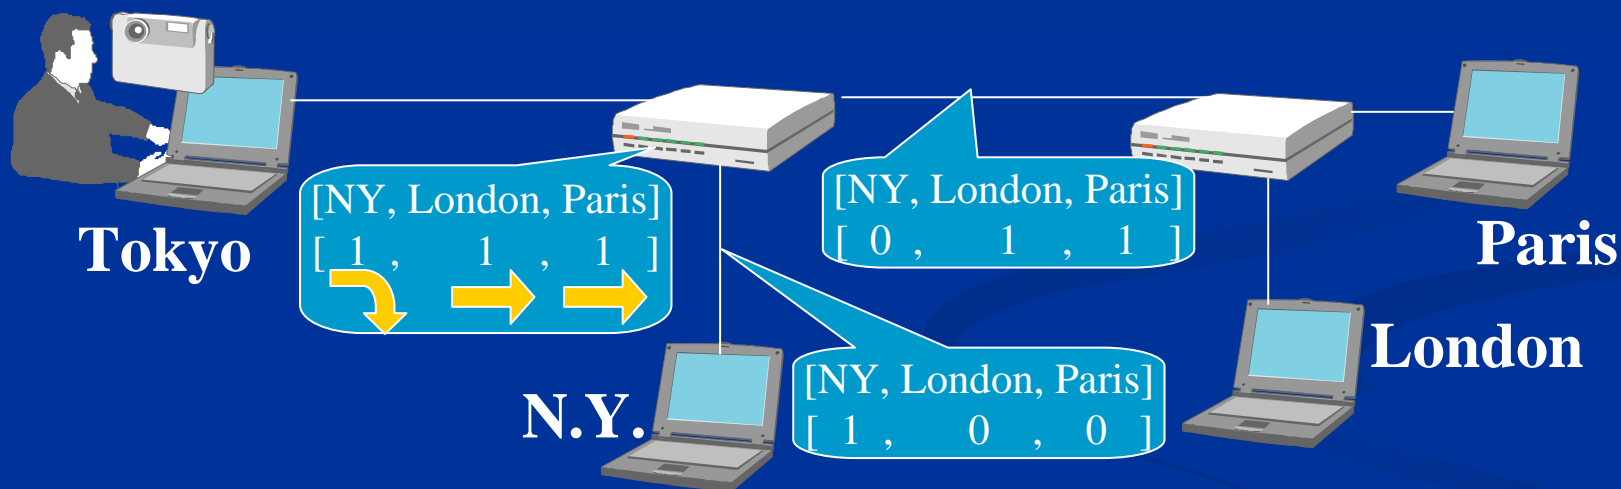 Tokyo
[NY, London, Paris]
[ 1 , 1 , 1 ]
[NY, London, Paris]
[ 0 , 1 , 1 ]
Paris
London
N.Y.
[NY, London, Paris]
[ 1 , 0 , 0 ]